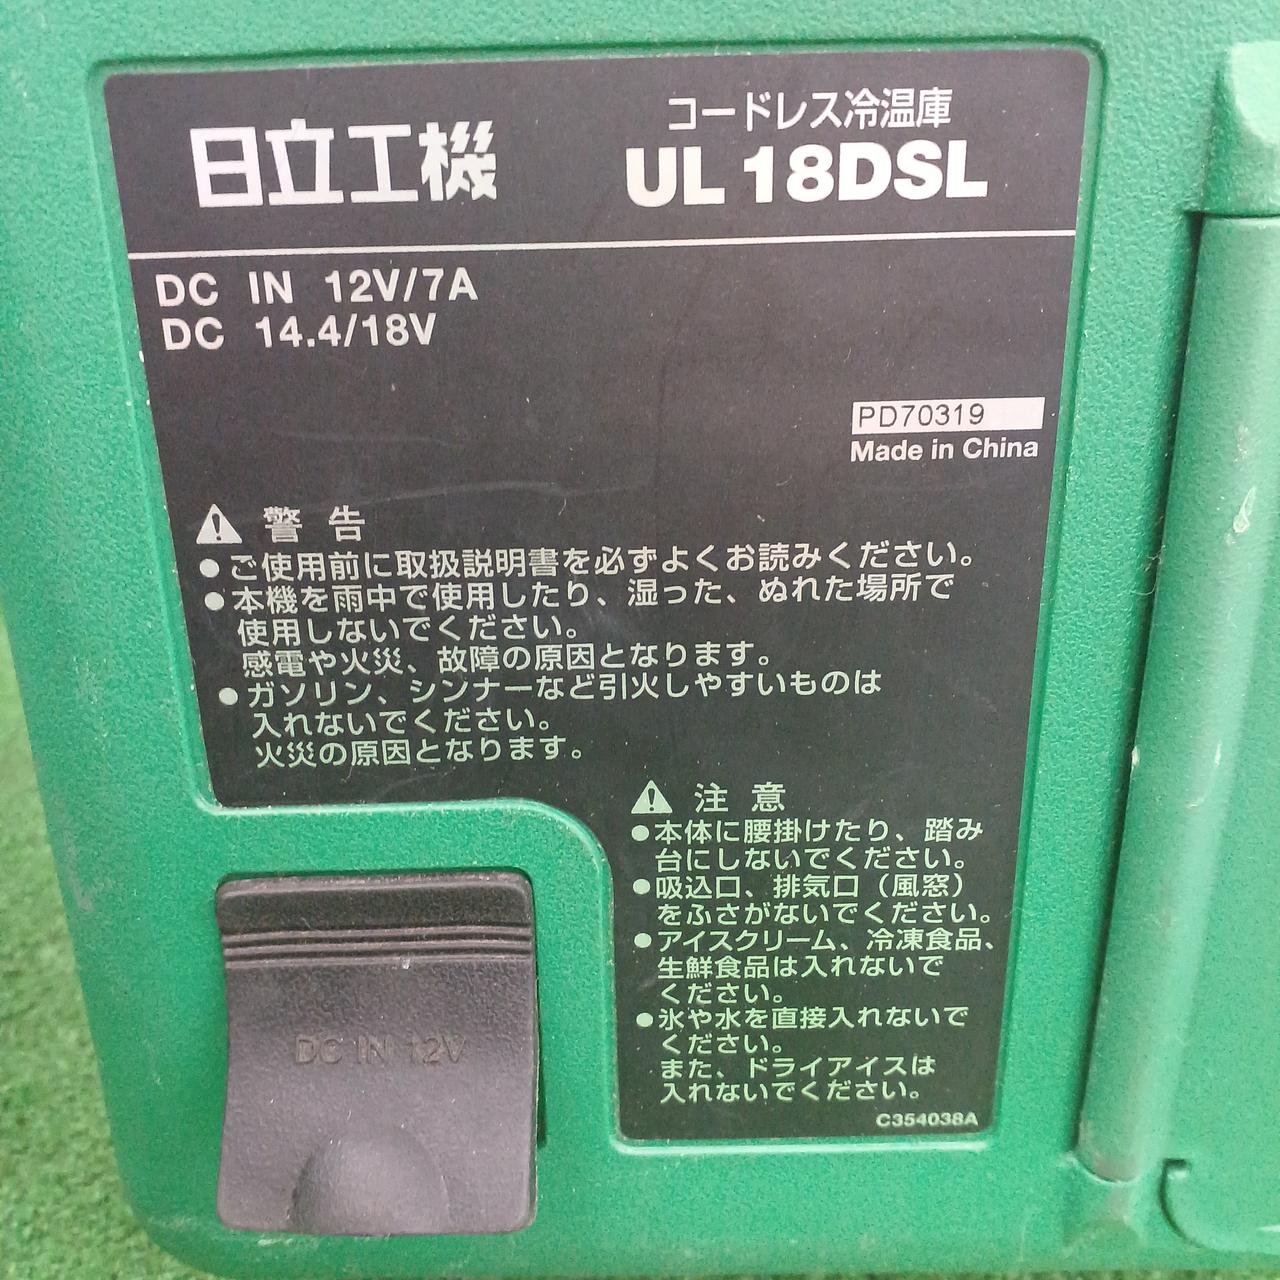 日立工機
コードレス冷温庫
UL18DSL
DC IN 12V/7A
DC 14.4/18V
PD70319
Made in China
警告
●ご使用前に取扱説明書を必ずよくお読みください。
●本機を雨中で使用したり、湿った、ぬれた場所で
使用しないでください。
感電や火災、故障の原因となります。
●ガソリン、シンナーなど引火しやすいものは
入れないでください。
火災の原因となります。
注意
●本体に腰掛けたり、踏み
台にしないでください。
●吸込口、排気口（風窓）
をふさがないでください。
●アイスクリーム、冷凍食品、
生鮮食品は入れないで
ください。
●氷や水を直接入れないで
ください。
また、ドライアイスは
入れないでください。
C354038A
DC IN 12V